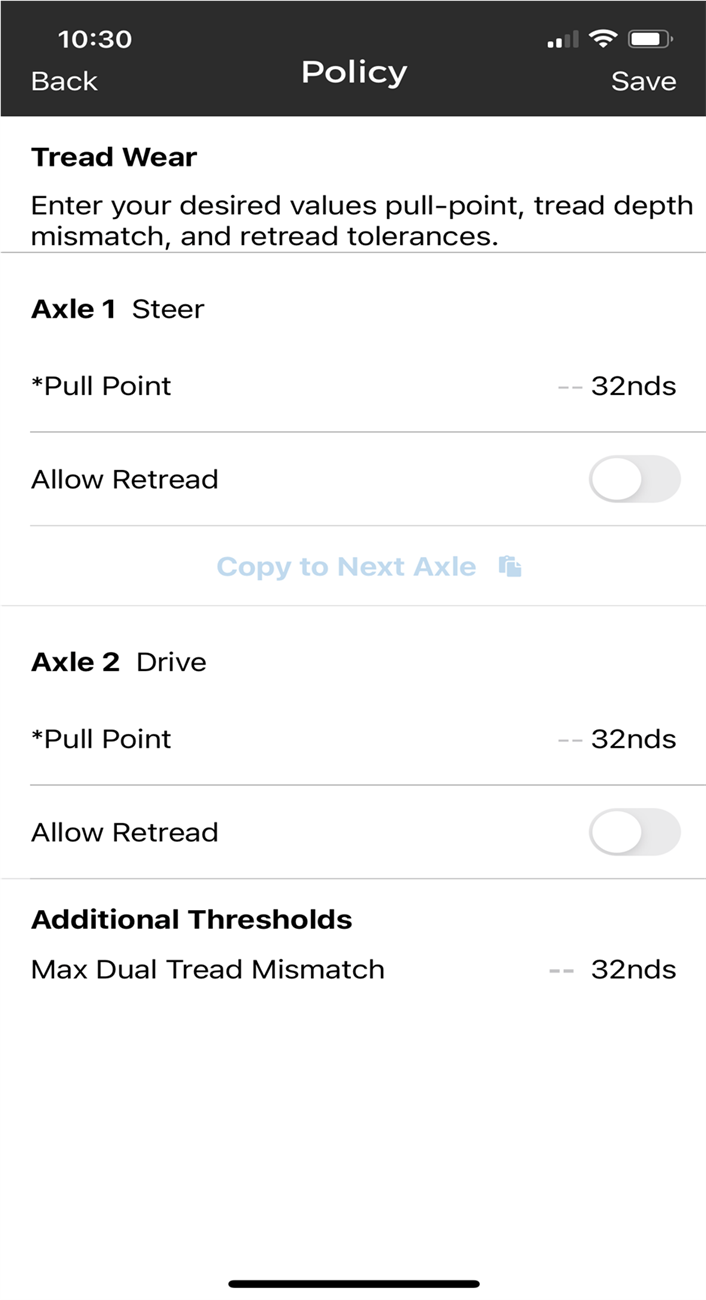 10:30
Back
Policy
Save
Tread Wear
Enter your desired values pull-point, tread depth
mismatch, and retread tolerances.
Axle 1 Steer
*Pull Point -- 32nds
Allow Retread
Copy to Next Axle
Axle 2 Drive
*Pull Point -- 32nds
Allow Retread
Additional Thresholds
Max Dual Tread Mismatch -- 32nds